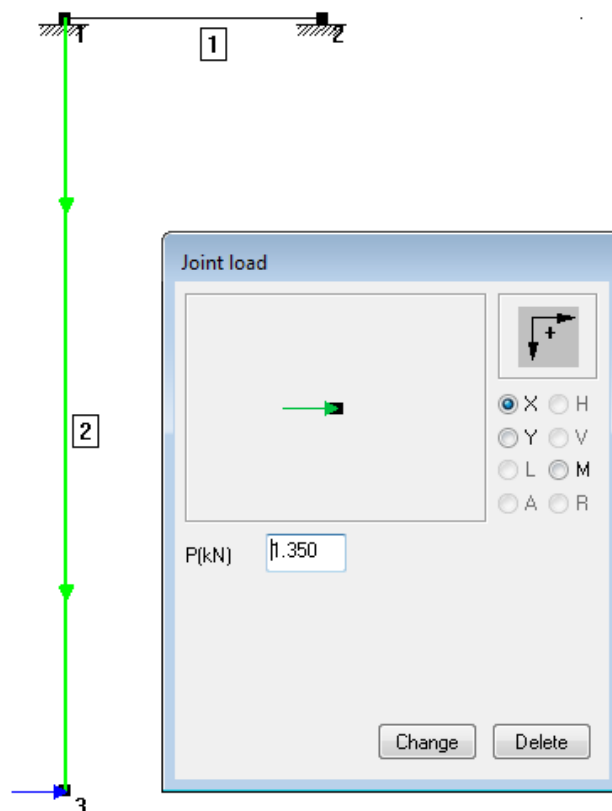 1
2
1
Joint load
+
X H
Y V
L M
A R
2
P(kN) 1.350
Change Delete
3